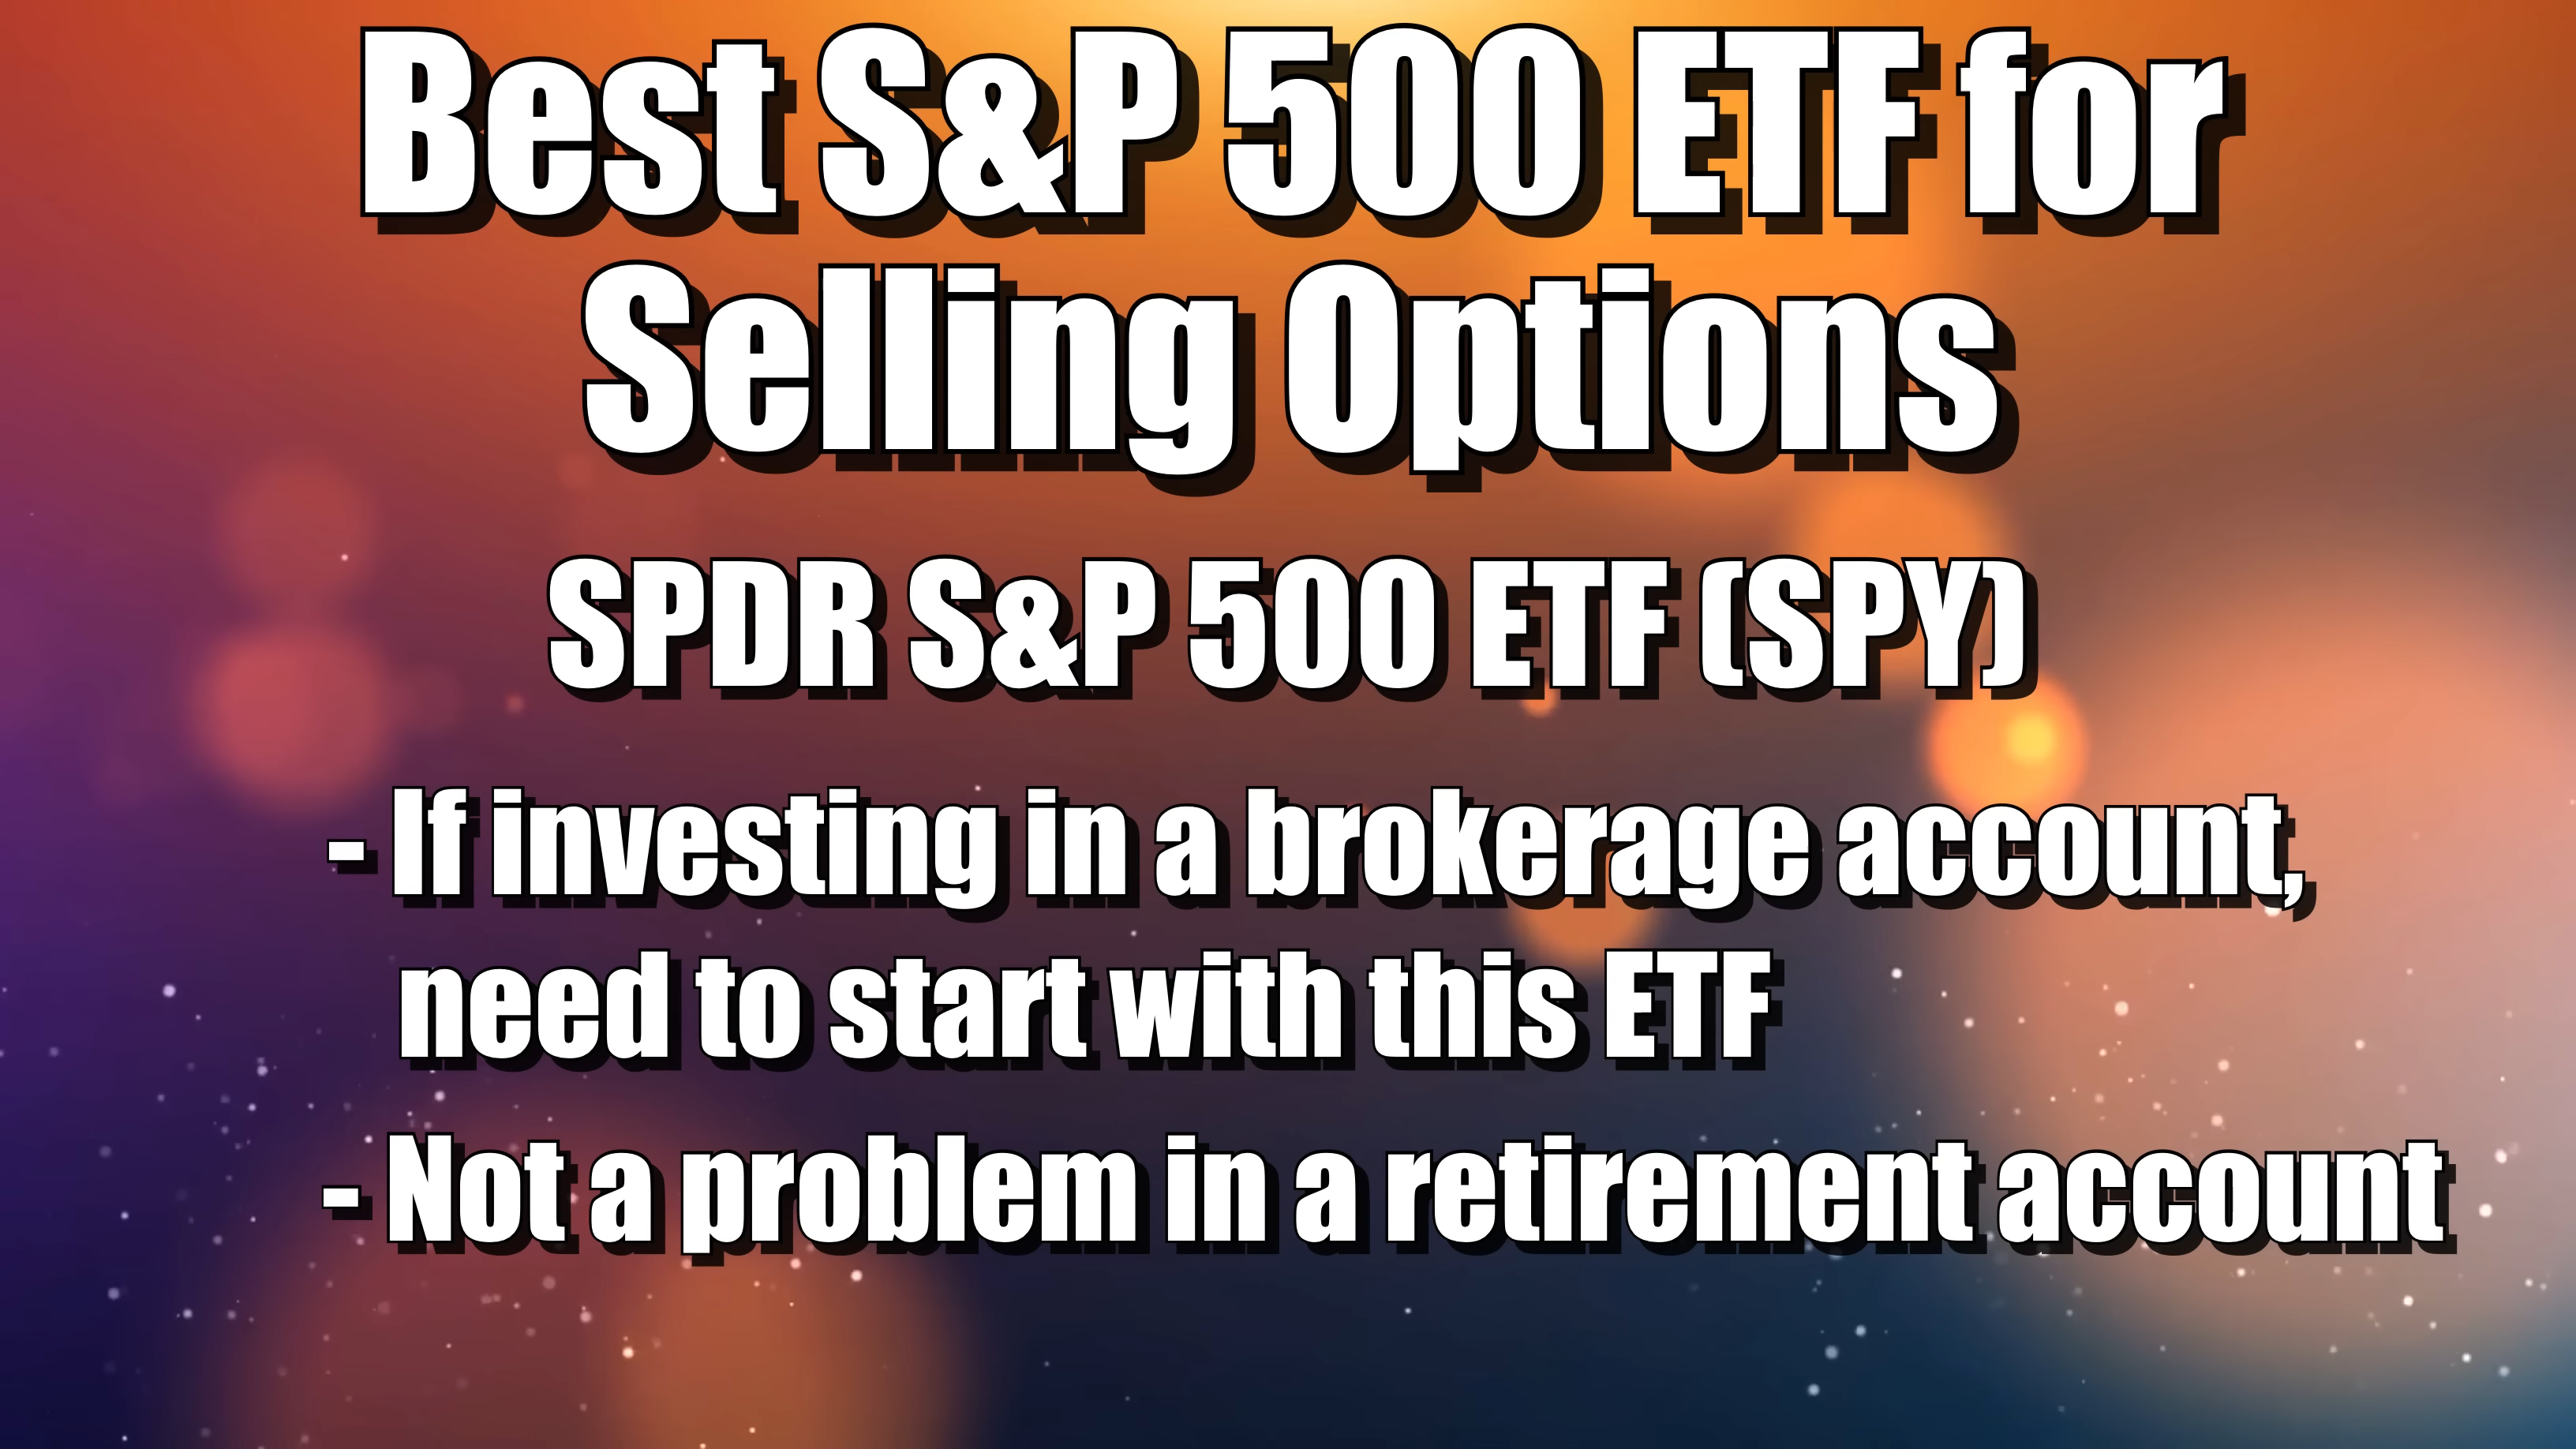 Best S&P 500 ETF for
Selling Options
SPDR S&P 500 ETF (SPY)
- If investing in a brokerage account,
need to start with this ETF
- Not a problem in a retirement account